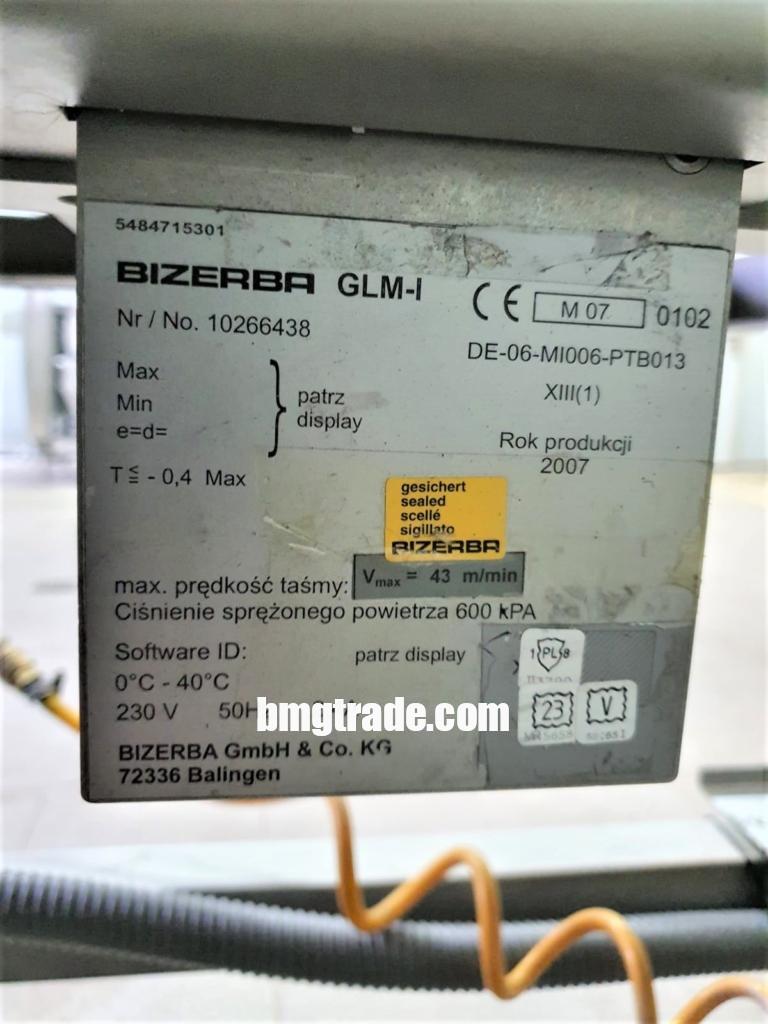 5484715301
BIZERBA GLM-I
CE M 07 0102
Nr / No. 10266438
DE-06-MI006-PTB013
XIII(1)
Max
Min
e=d=
patrz
display
Rok produkcji
2007
T ≦ - 0,4 Max
gesichert
sealed
scellé
sigillato
BIZERBA
max. prędkość taśmy: Vmax = 43 m/min
Ciśnienie sprężonego powietrza 600 kPA
Software ID: patrz display
0°C - 40°C
230 V
bmgtrade.com
1 PL 8
23
V
BIZERBA GmbH & Co. KG
72336 Balingen